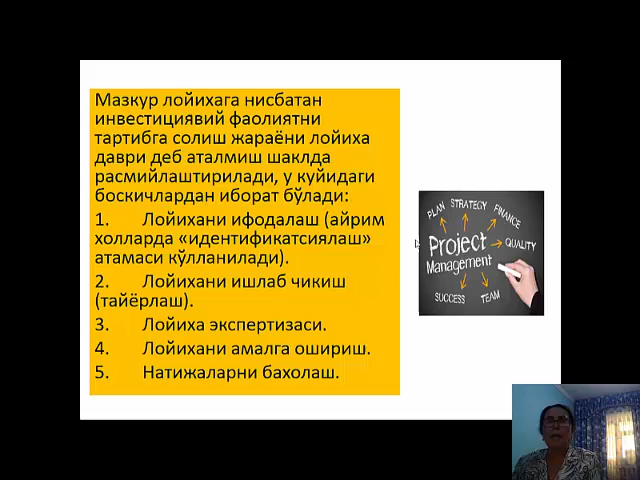 Мазкур лойихага нисбатан
инвестициявий фаолиятни
тартибга солиш жараёни лойиха
даври деб аталмиш шаклда
расмийлаштирилади, у куйидаги
боскичлардан иборат бўлади:
1. Лойихани ифодалаш (айрим
холларда «идентификатсиялаш»
атамаси кўлланилади).
2. Лойихани ишлаб чикиш
(тайёрлаш).
3. Лойиха экспертизаси.
4. Лойихани амалга ошириш.
5. Натижаларни бахолаш.
PLAN STRATEGY FINANCE
Project QUALITY
Management
SUCCESS TEAM